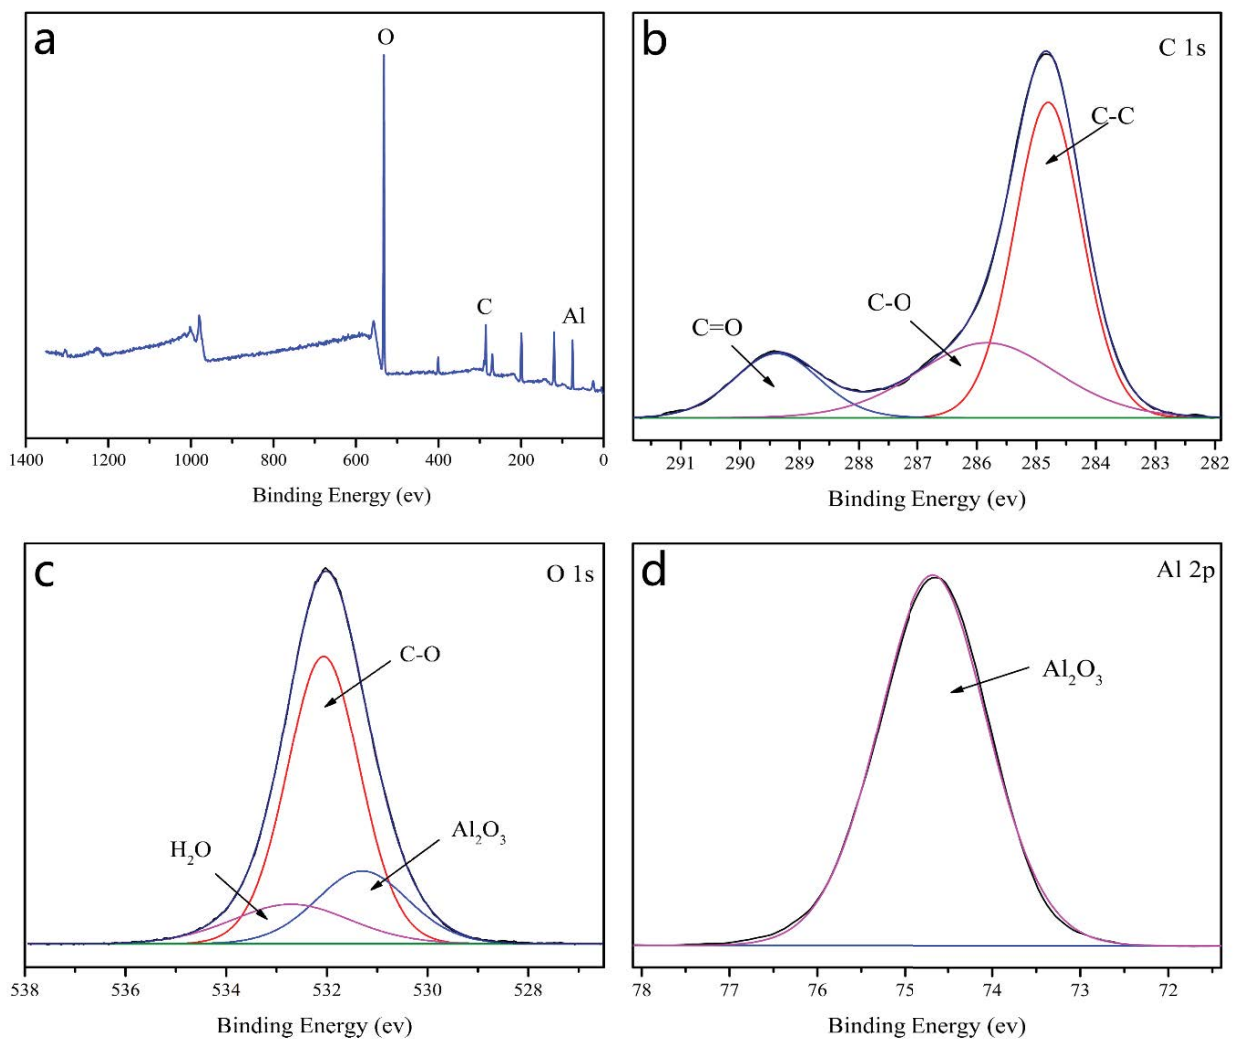 a
O
C
Al
1400 1200 1000 800 600 400 200 0
Binding Energy (ev)
b
C 1s
C-C
C-O
C=O
291 290 289 288 287 286 285 284 283 282
Binding Energy (ev)
c
O 1s
C-O
Al₂O₃
H₂O
538 536 534 532 530 528
Binding Energy (ev)
d
Al 2p
Al₂O₃
78 77 76 75 74 73 72
Binding Energy (ev)